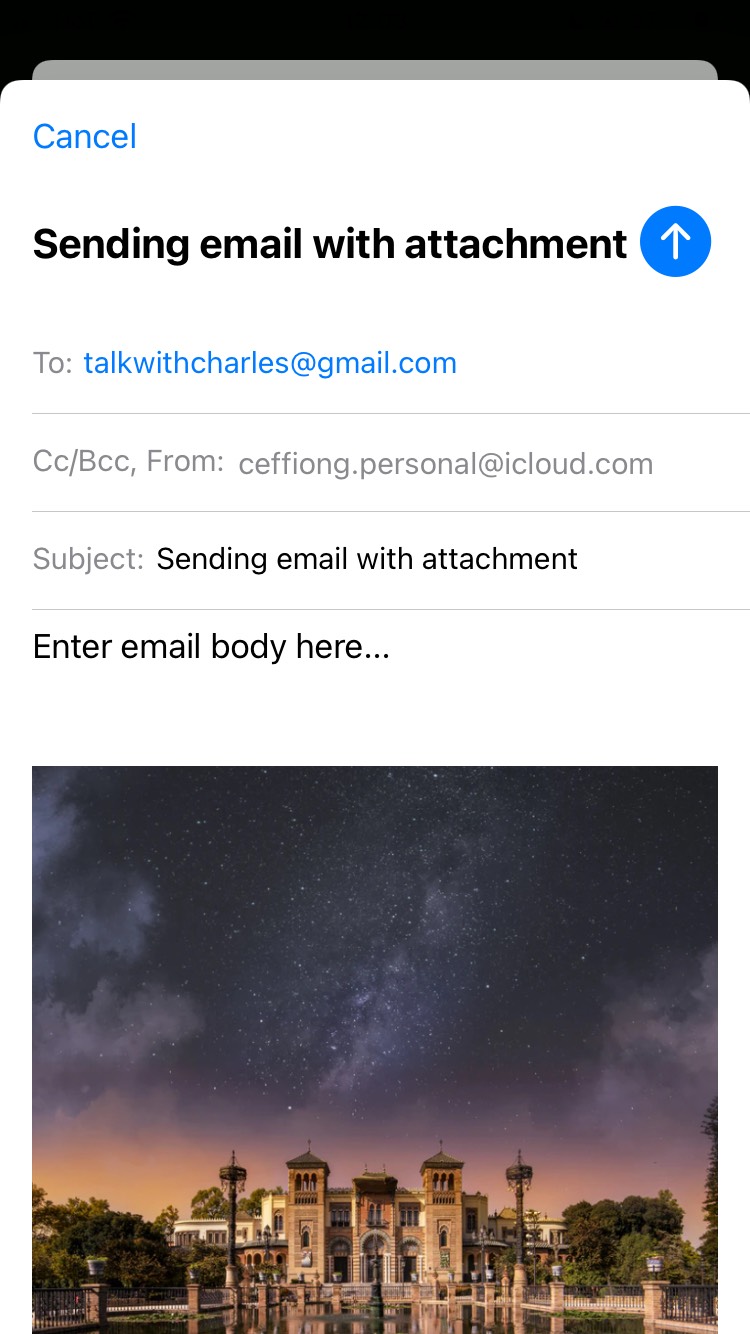 Cancel
Sending email with attachment
To: talkwithcharles@gmail.com
Cc/Bcc, From: ceffiong.personal@icloud.com
Subject: Sending email with attachment
Enter email body here...